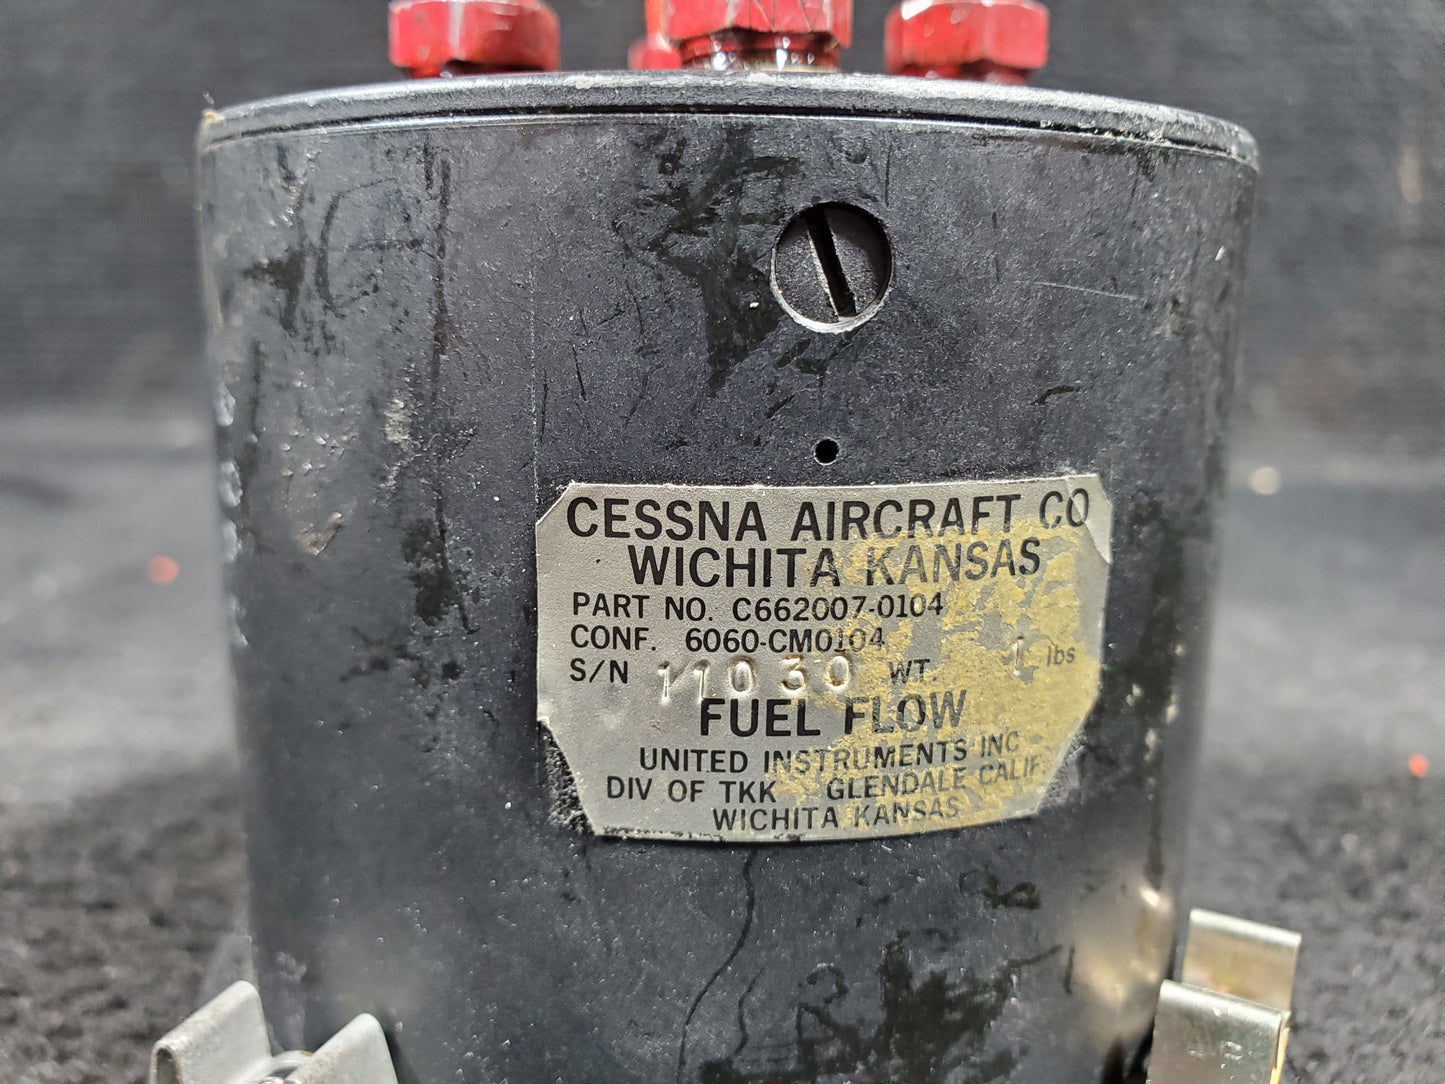 CESSNA AIRCRAFT CO
WICHITA KANSAS
PART NO. C662007-0104
CONF. 6060-CM0104
S/N 11030 WT. 1 lbs
FUEL FLOW
UNITED INSTRUMENTS INC
DIV OF TKK GLENDALE CALIF.
WICHITA KANSAS